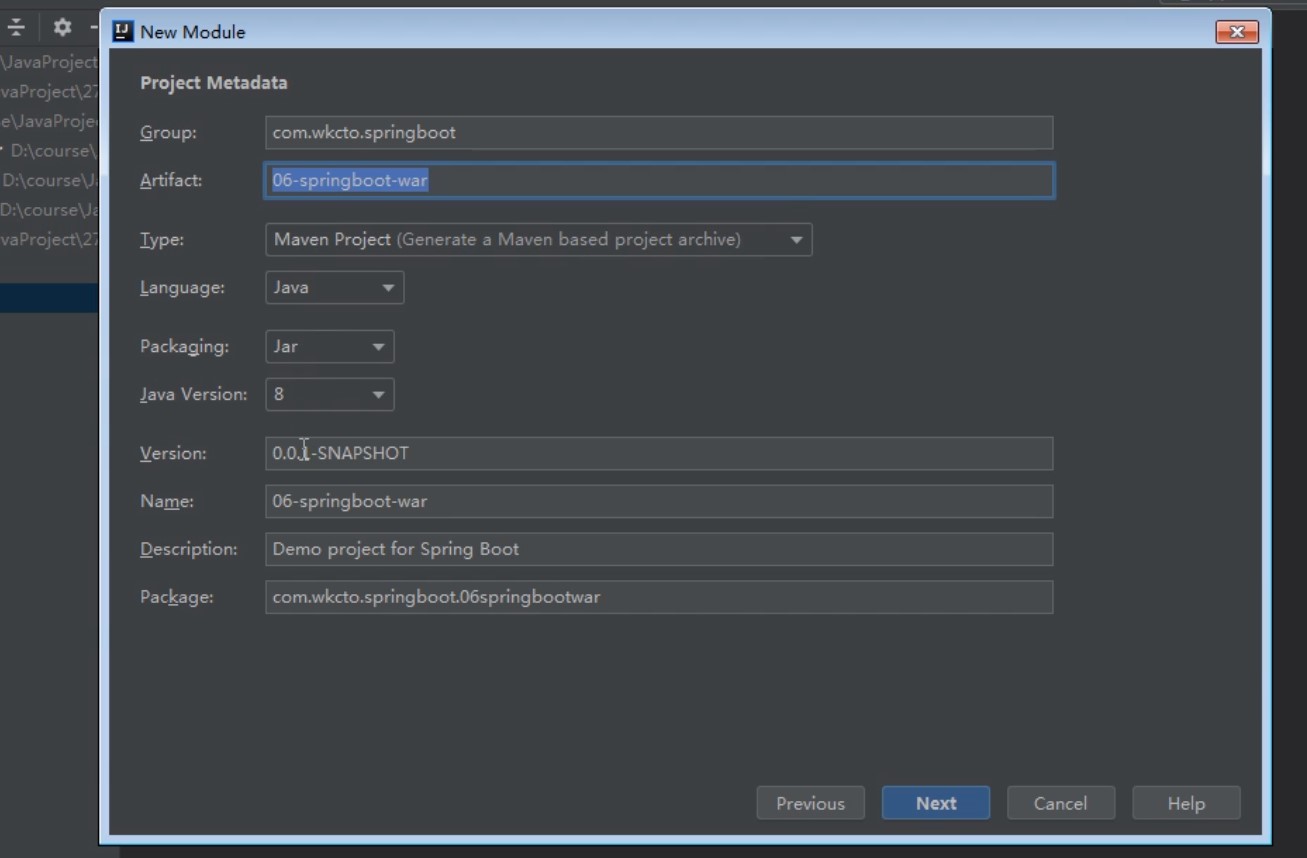 New Module
\JavaProject
vaProject\27
e\JavaProje
D:\course\
D:\course\Ja
D:\course\Ja
vaProject\27
Project Metadata
Group: com.wkcto.springboot
Artifact: 06-springboot-war
Type: Maven Project (Generate a Maven based project archive)
Language: Java
Packaging: Jar
Java Version: 8
Version: 0.0.1-SNAPSHOT
Name: 06-springboot-war
Description: Demo project for Spring Boot
Package: com.wkcto.springboot.06springbootwar
Previous Next Cancel Help